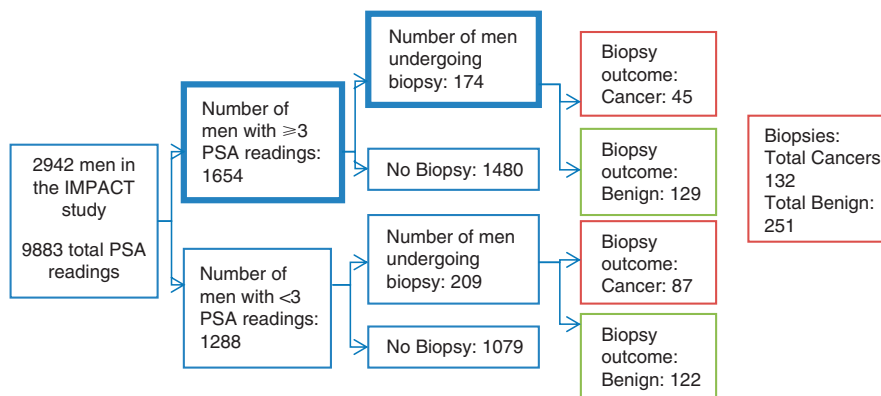 2942 men in
the IMPACT
study
9883 total PSA
readings
Number of
men with ⩾3
PSA readings:
1654
Number of
men with <3
PSA readings:
1288
Number of men
undergoing
biopsy: 174
No Biopsy: 1480
Number of men
undergoing
biopsy: 209
No Biopsy: 1079
Biopsy
outcome:
Cancer: 45
Biopsy
outcome:
Benign: 129
Biopsy
outcome:
Cancer: 87
Biopsy
outcome:
Benign: 122
Biopsies:
Total Cancers
132
Total Benign:
251